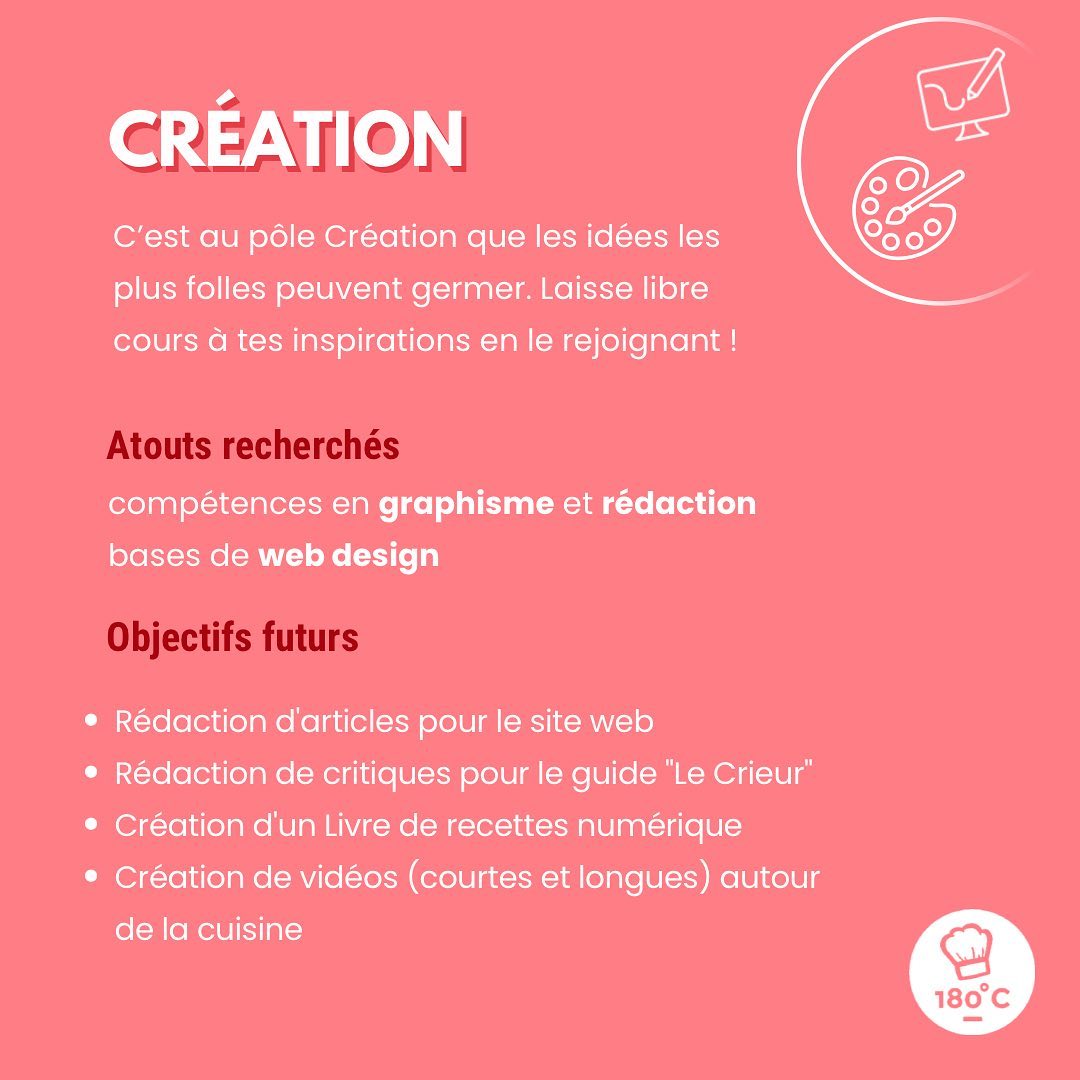 CRÉATION
C’est au pôle Création que les idées les
plus folles peuvent germer. Laisse libre
cours à tes inspirations en le rejoignant !
Atouts recherchés
compétences en graphisme et rédaction
bases de web design
Objectifs futurs
• Rédaction d'articles pour le site web
• Rédaction de critiques pour le guide "Le Crieur"
• Création d'un Livre de recettes numérique
• Création de vidéos (courtes et longues) autour
de la cuisine
180°C